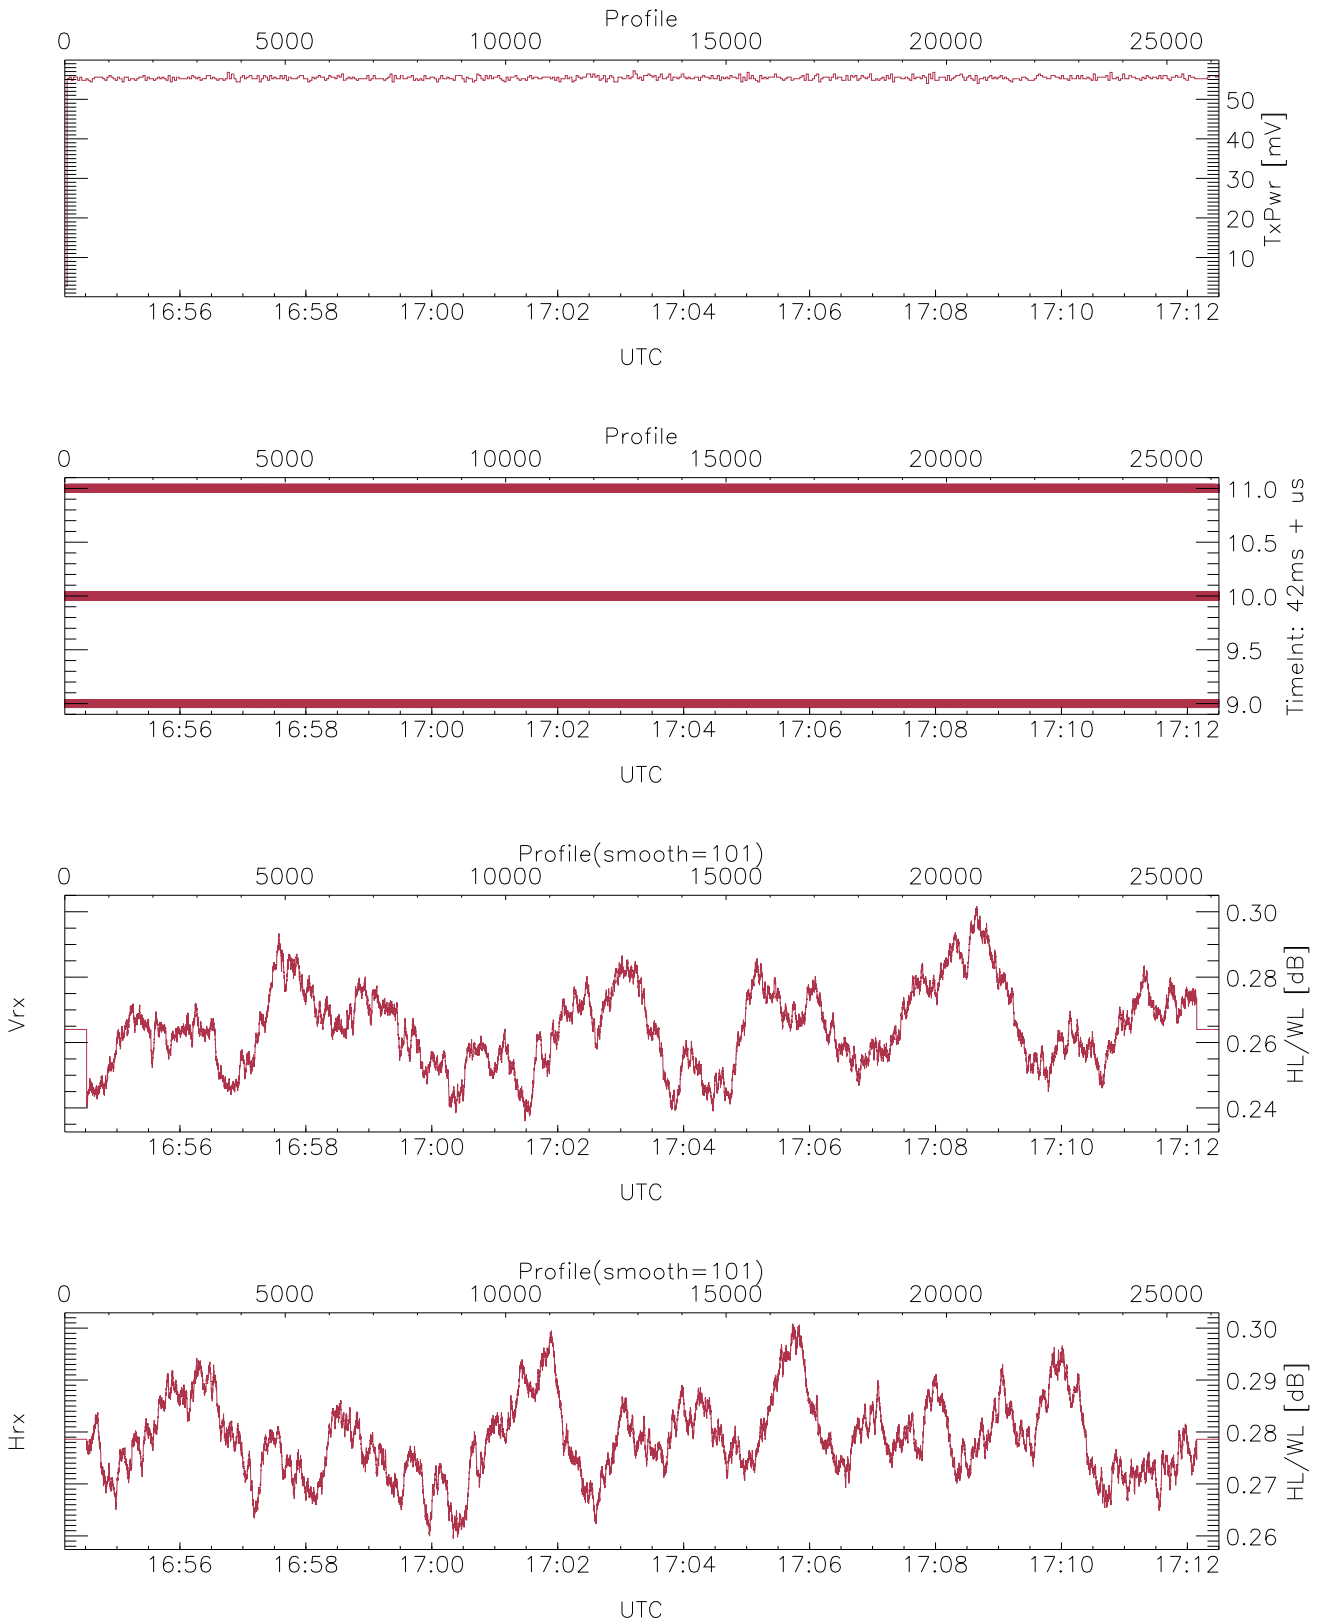 Profile
0 5000 10000 15000 20000 25000
50
40
30
20
10
TxPwr [mV]
16:56 16:58 17:00 17:02 17:04 17:06 17:08 17:10 17:12
UTC
Profile
0 5000 10000 15000 20000 25000
11.0
10.5
10.0
9.5
9.0
TimeInt: 42ms + us
16:56 16:58 17:00 17:02 17:04 17:06 17:08 17:10 17:12
UTC
Profile(smooth=101)
0 5000 10000 15000 20000 25000
Vrx
0.30
0.28
0.26
0.24
HL/WL [dB]
16:56 16:58 17:00 17:02 17:04 17:06 17:08 17:10 17:12
UTC
Profile(smooth=101)
0 5000 10000 15000 20000 25000
Hrx
0.30
0.29
0.28
0.27
0.26
HL/WL [dB]
16:56 16:58 17:00 17:02 17:04 17:06 17:08 17:10 17:12
UTC